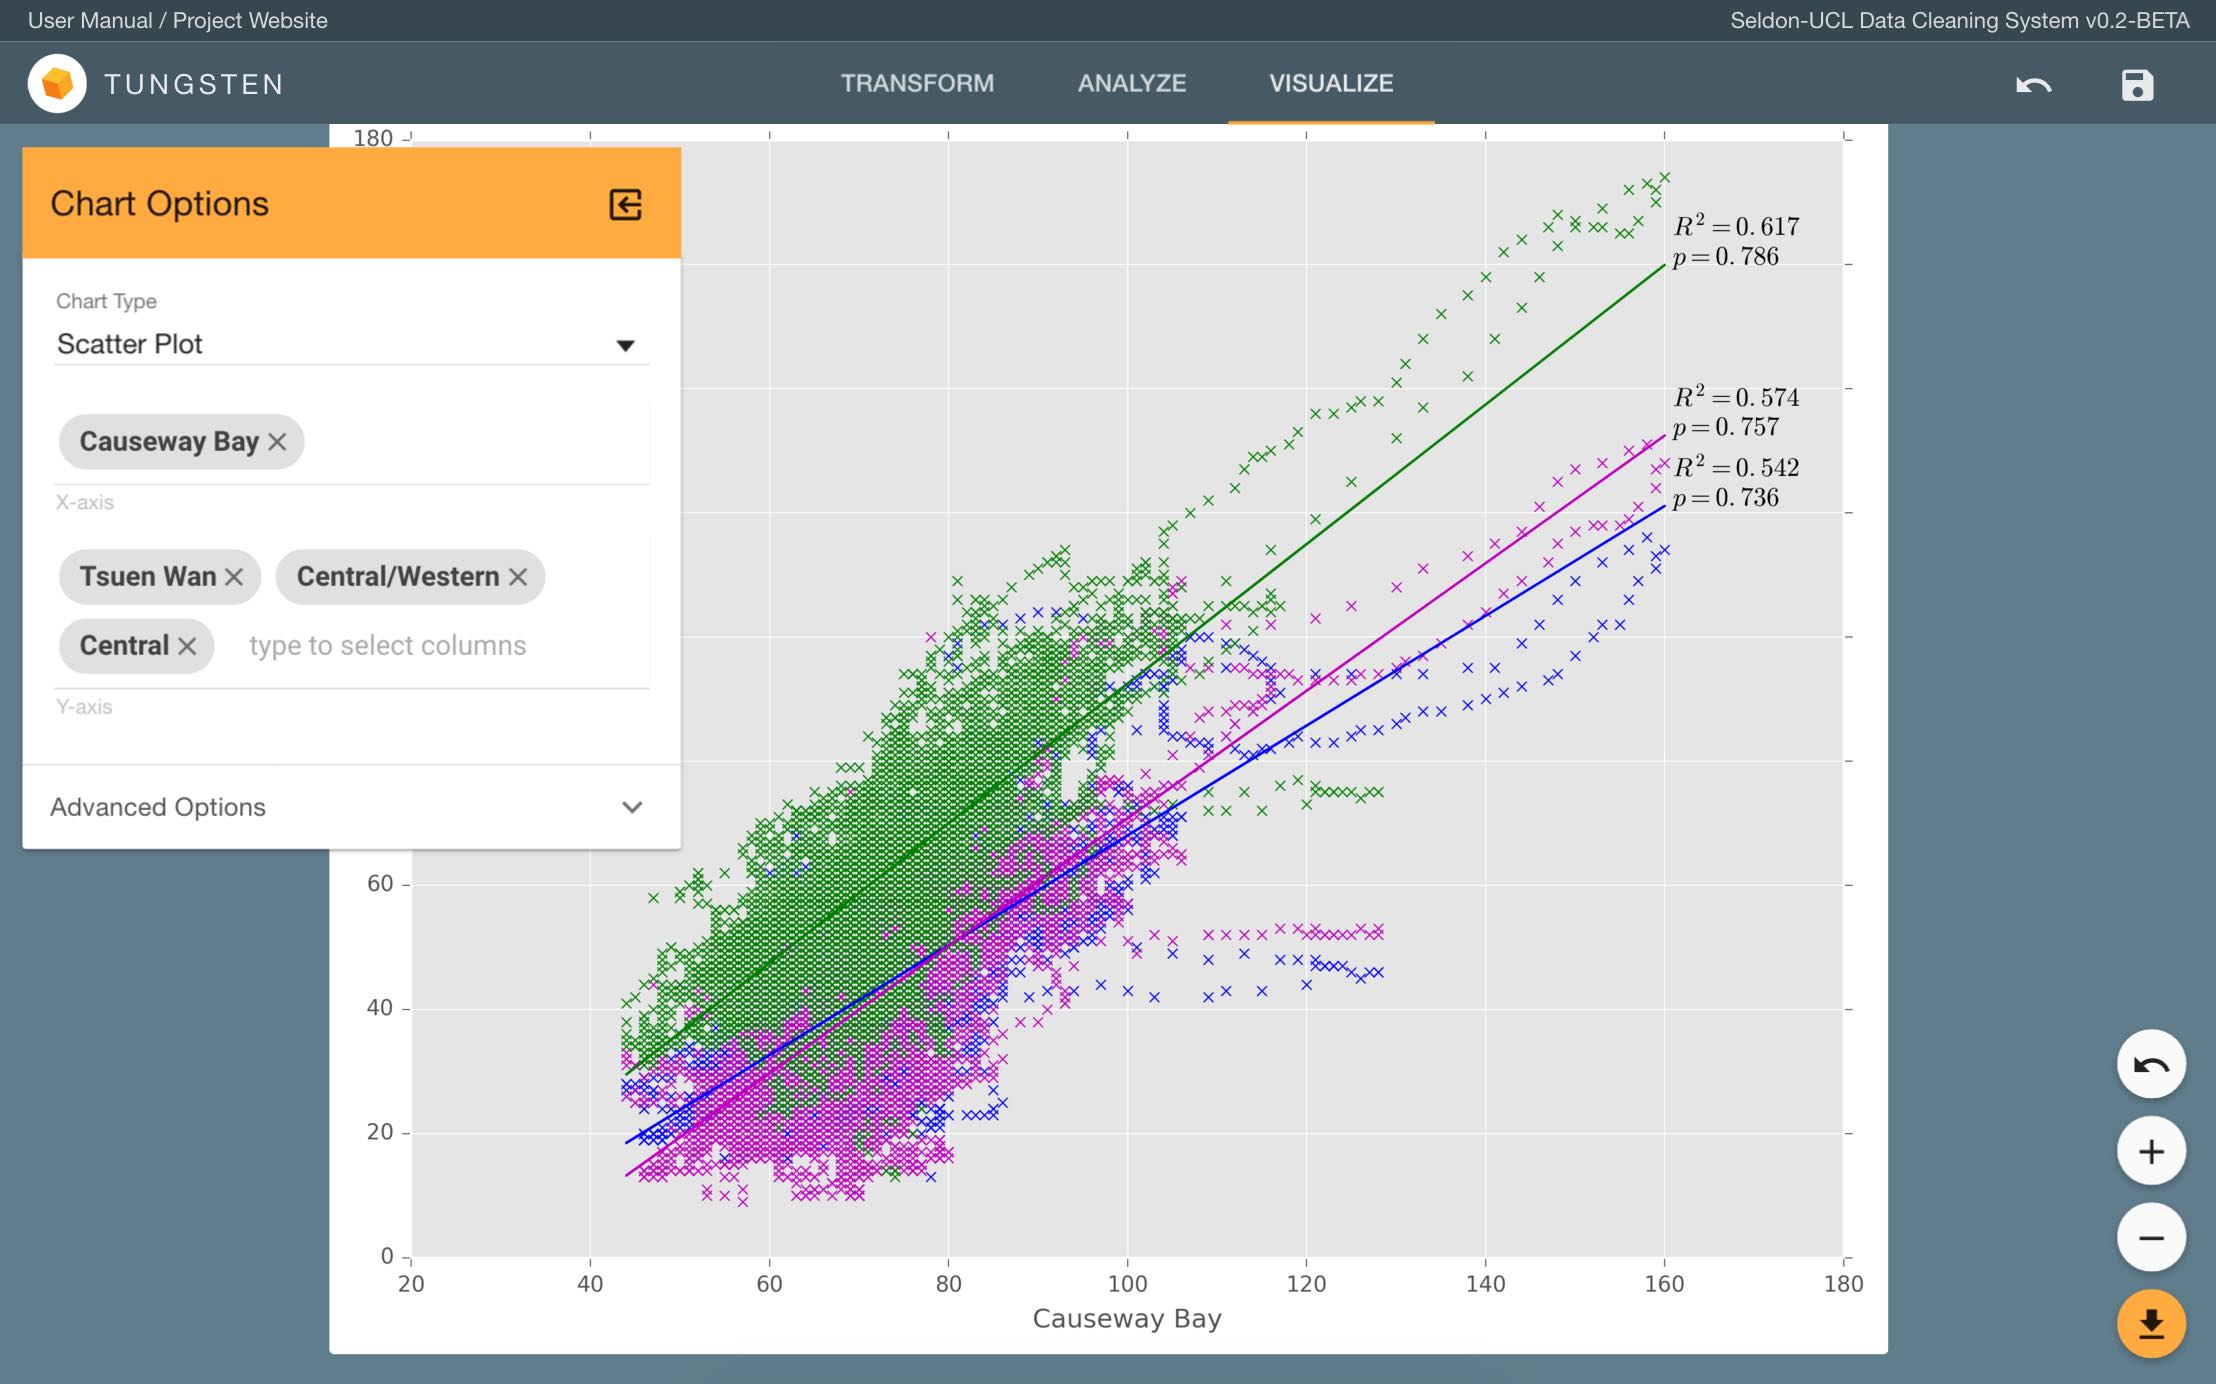 User Manual / Project Website
Seldon-UCL Data Cleaning System v0.2-BETA
TUNGSTEN
TRANSFORM
ANALYZE
VISUALIZE
Chart Options
Chart Type
Scatter Plot
Causeway Bay
X-axis
Tsuen Wan
Central/Western
Central
type to select columns
Y-axis
Advanced Options
180
60
40
20
0
R² = 0.617
p = 0.786
R² = 0.574
p = 0.757
R² = 0.542
p = 0.736
20 40 60 80 100 120 140 160 180
Causeway Bay